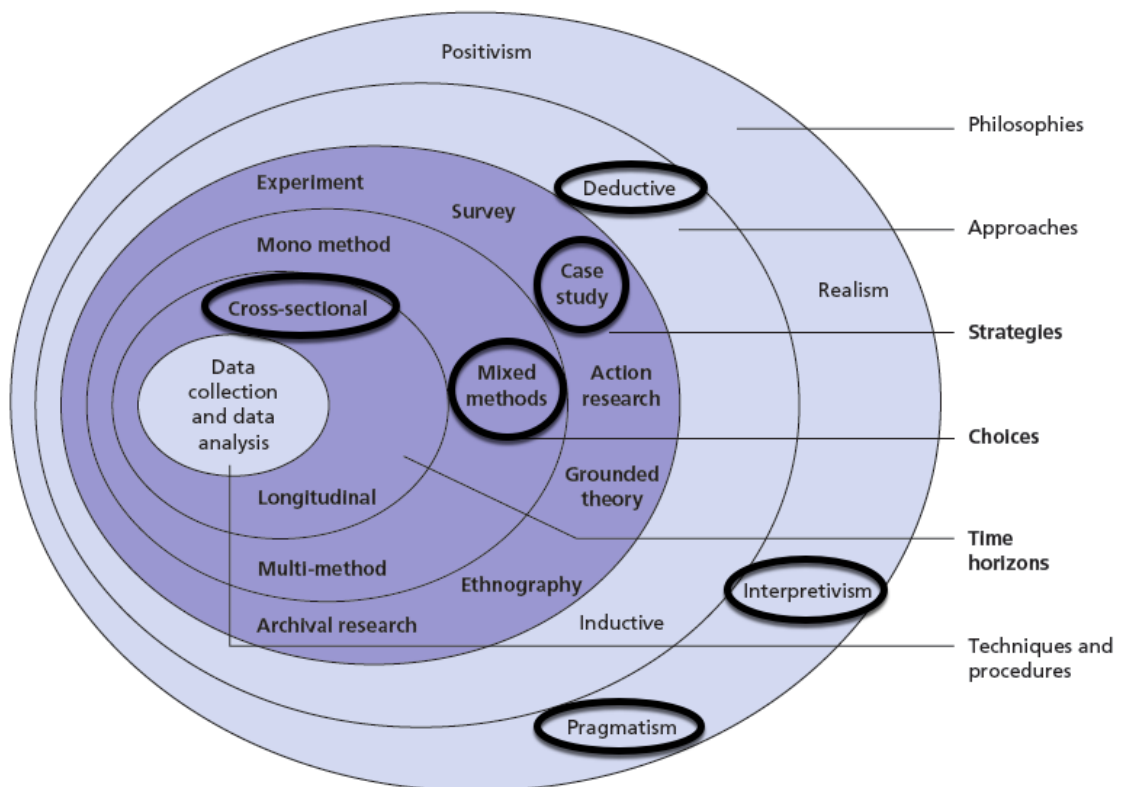 Positivism
Philosophies
Experiment
Deductive
Survey
Approaches
Mono method
Case
study
Realism
Cross-sectional
Strategies
Data
collection
and data
analysis
Mixed
methods
Action
research
Choices
Grounded
theory
Longitudinal
Time
horizons
Multi-method
Ethnography
Interpretivism
Archival research
Inductive
Techniques and
procedures
Pragmatism